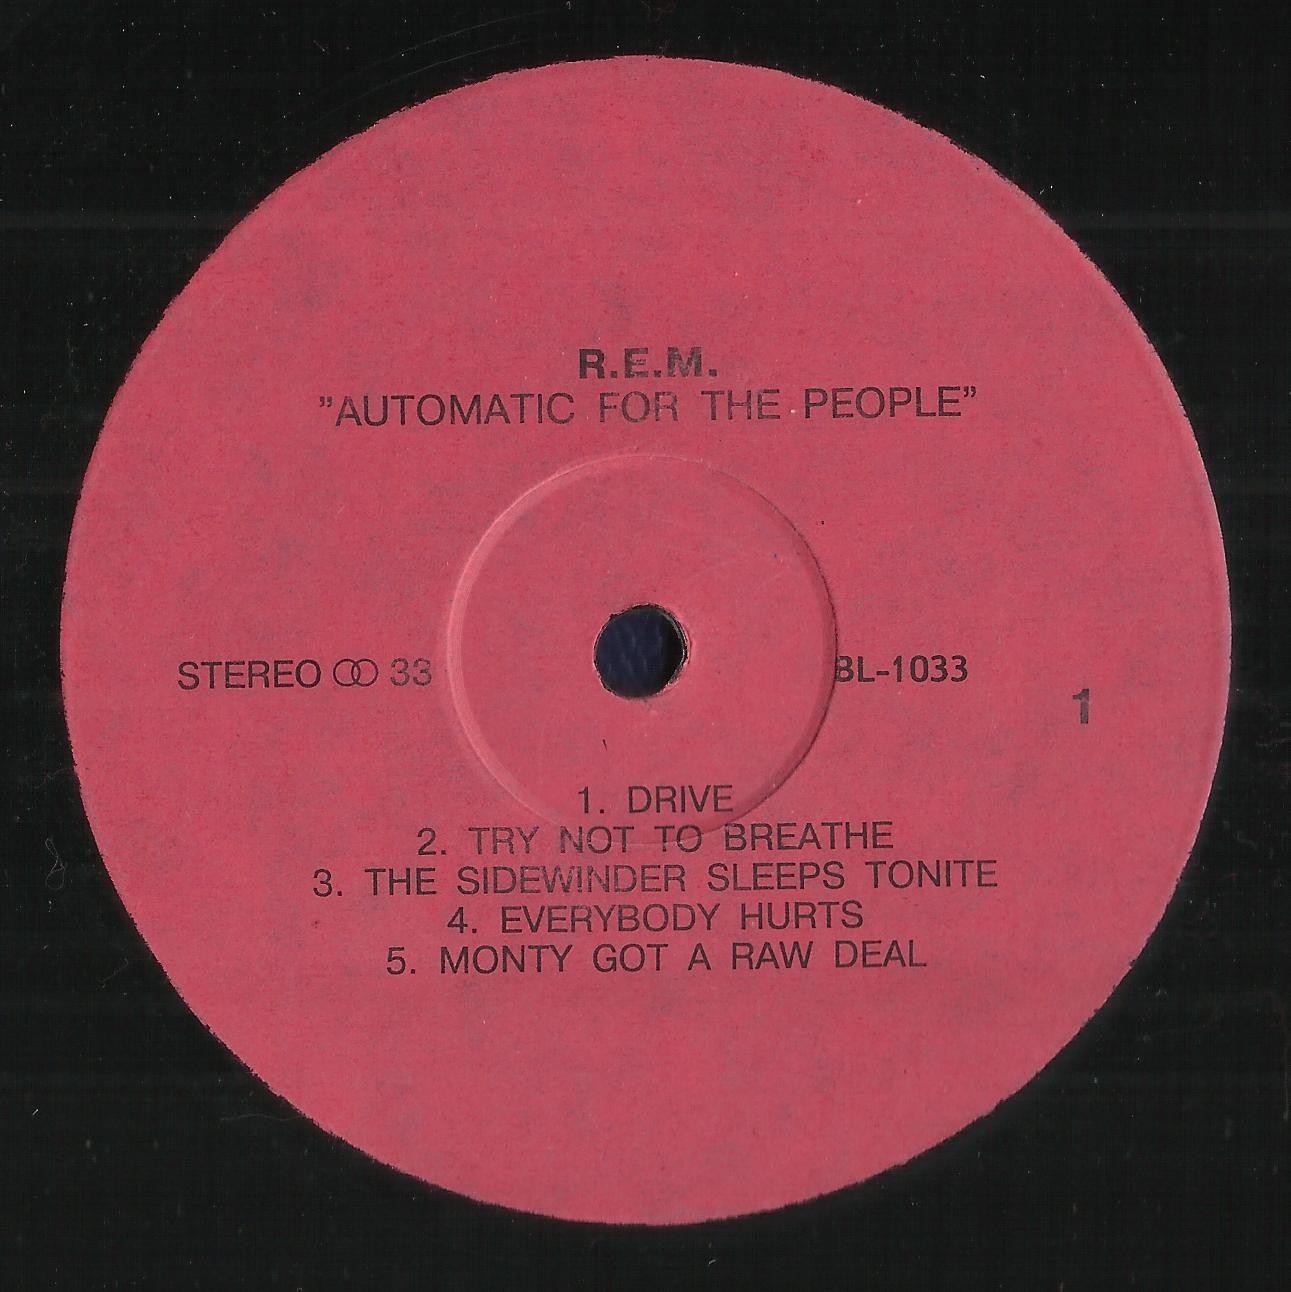 R.E.M.
"AUTOMATIC FOR THE PEOPLE"
STEREO 33 BL-1033
1
1. DRIVE
2. TRY NOT TO BREATHE
3. THE SIDEWINDER SLEEPS TONITE
4. EVERYBODY HURTS
5. MONTY GOT A RAW DEAL